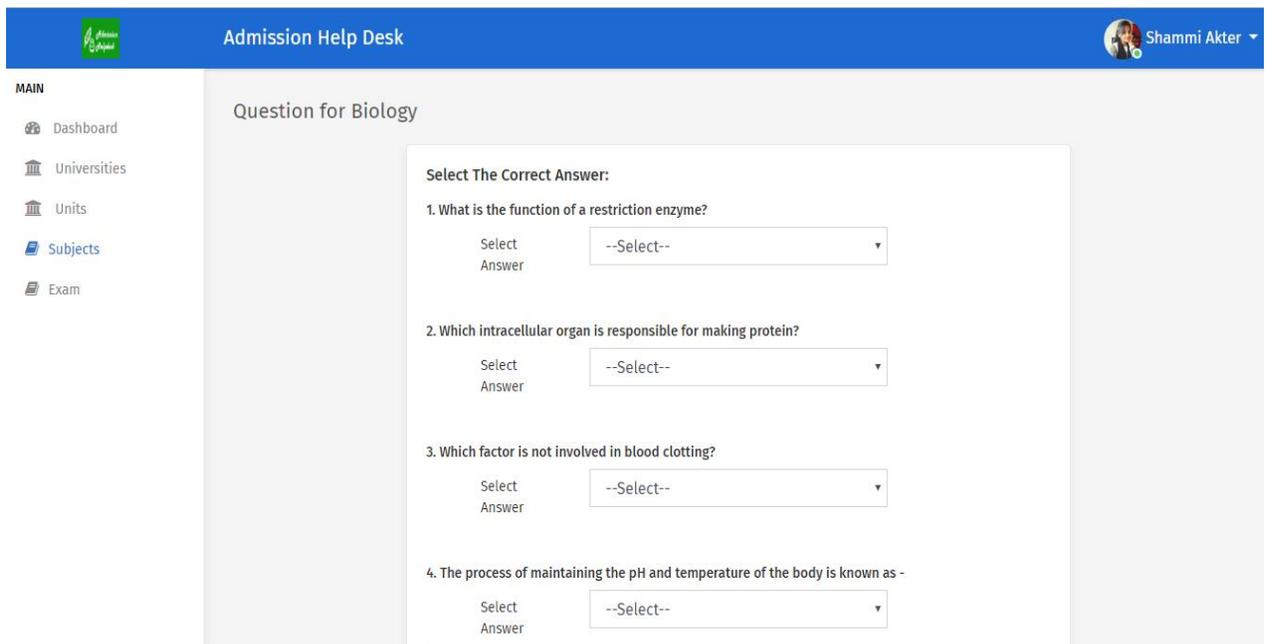 Admission Help Desk
Shammi Akter
MAIN
Dashboard
Universities
Units
Subjects
Exam
Question for Biology
Select The Correct Answer:
1. What is the function of a restriction enzyme?
Select
Answer
--Select--
2. Which intracellular organ is responsible for making protein?
Select
Answer
--Select--
3. Which factor is not involved in blood clotting?
Select
Answer
--Select--
4. The process of maintaining the pH and temperature of the body is known as -
Select
Answer
--Select--